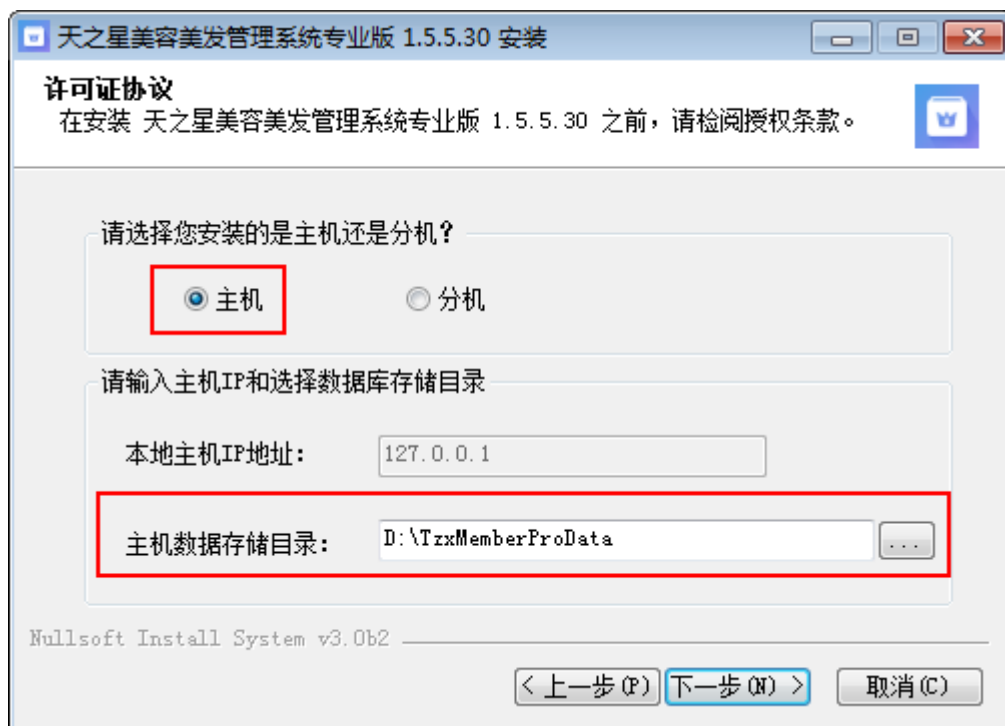 天之星美容美发管理系统专业版 1.5.5.30 安装
许可证协议
在安装 天之星美容美发管理系统专业版 1.5.5.30 之前，请检阅授权条款。
请选择您安装的是主机还是分机？
主机 分机
请输入主机IP和选择数据库存储目录
本地主机IP地址： 127.0.0.1
主机数据存储目录： D:\TzxMemberProData ...
Nullsoft Install System v3.0b2
< 上一步(P) 下一步(N) > 取消(C)